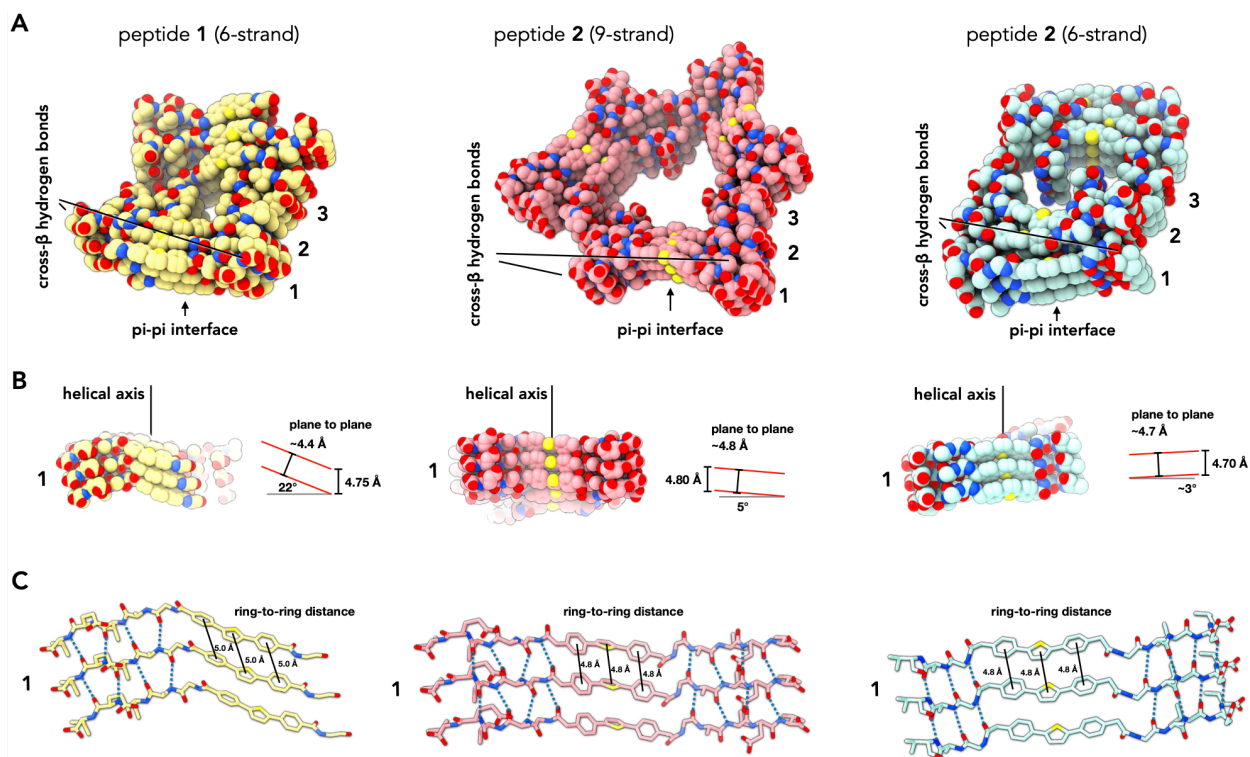 A
peptide 1 (6-strand)
peptide 2 (9-strand)
peptide 2 (6-strand)
cross-β hydrogen bonds
3
2
1
pi-pi interface
cross-β hydrogen bonds
3
2
1
pi-pi interface
cross-β hydrogen bonds
3
2
1
pi-pi interface
B
helical axis
plane to plane
~4.4 Å
1
22°
4.75 Å
helical axis
plane to plane
~4.8 Å
1
4.80 Å
5°
helical axis
plane to plane
~4.7 Å
1
4.70 Å
~3°
C
ring-to-ring distance
5.0 Å
5.0 Å
5.0 Å
1
ring-to-ring distance
4.8 Å
4.8 Å
4.8 Å
1
ring-to-ring distance
4.8 Å
4.8 Å
4.8 Å
1